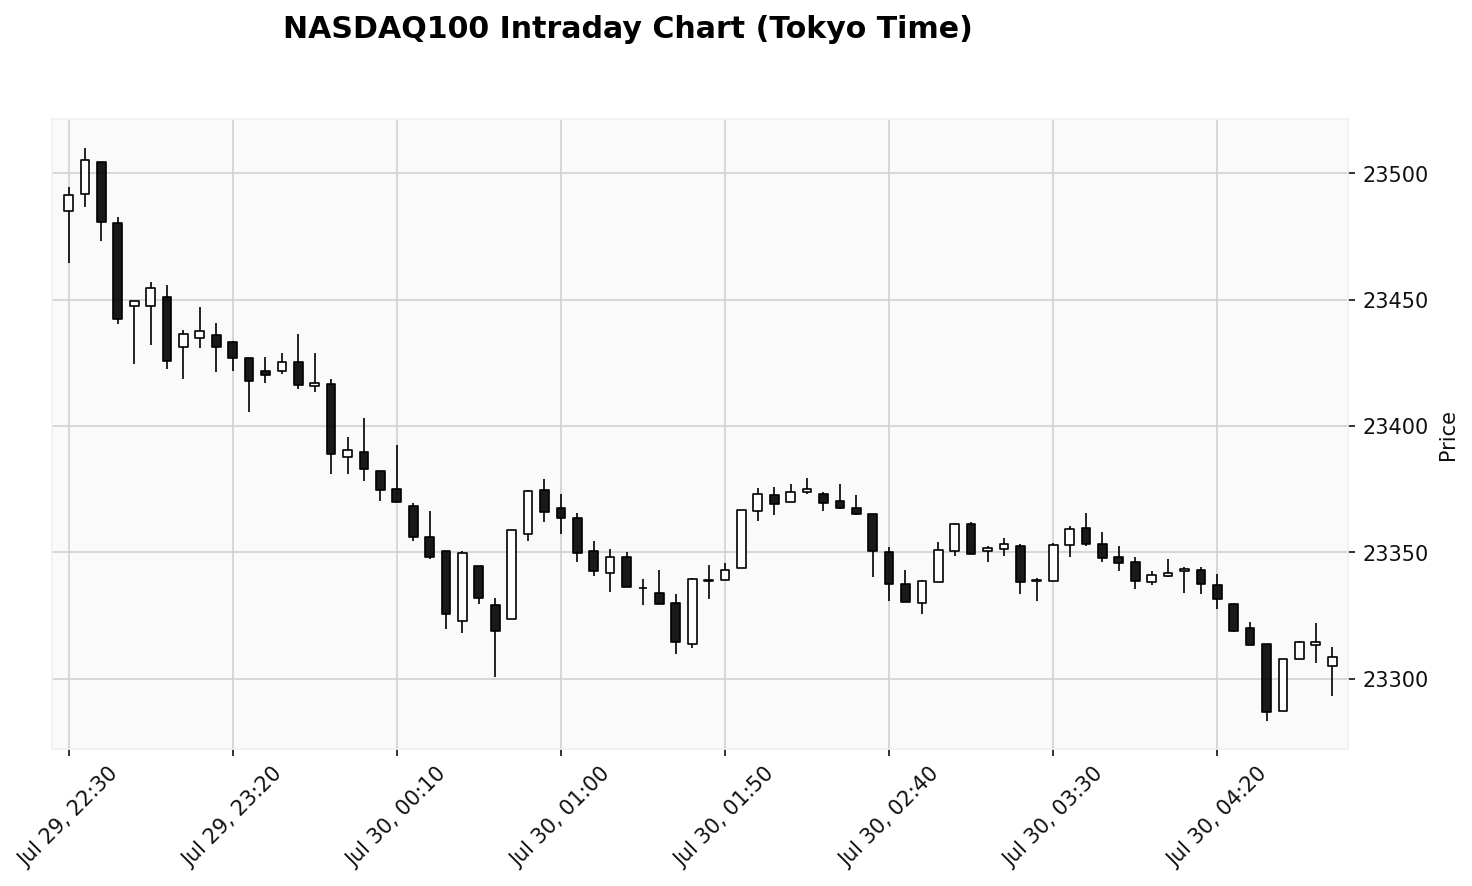 NASDAQ100 Intraday Chart (Tokyo Time)
23500
23450
23400
23350
23300
Price
Jul 29, 22:30
Jul 29, 23:20
Jul 30, 00:10
Jul 30, 01:00
Jul 30, 01:50
Jul 30, 02:40
Jul 30, 03:30
Jul 30, 04:20